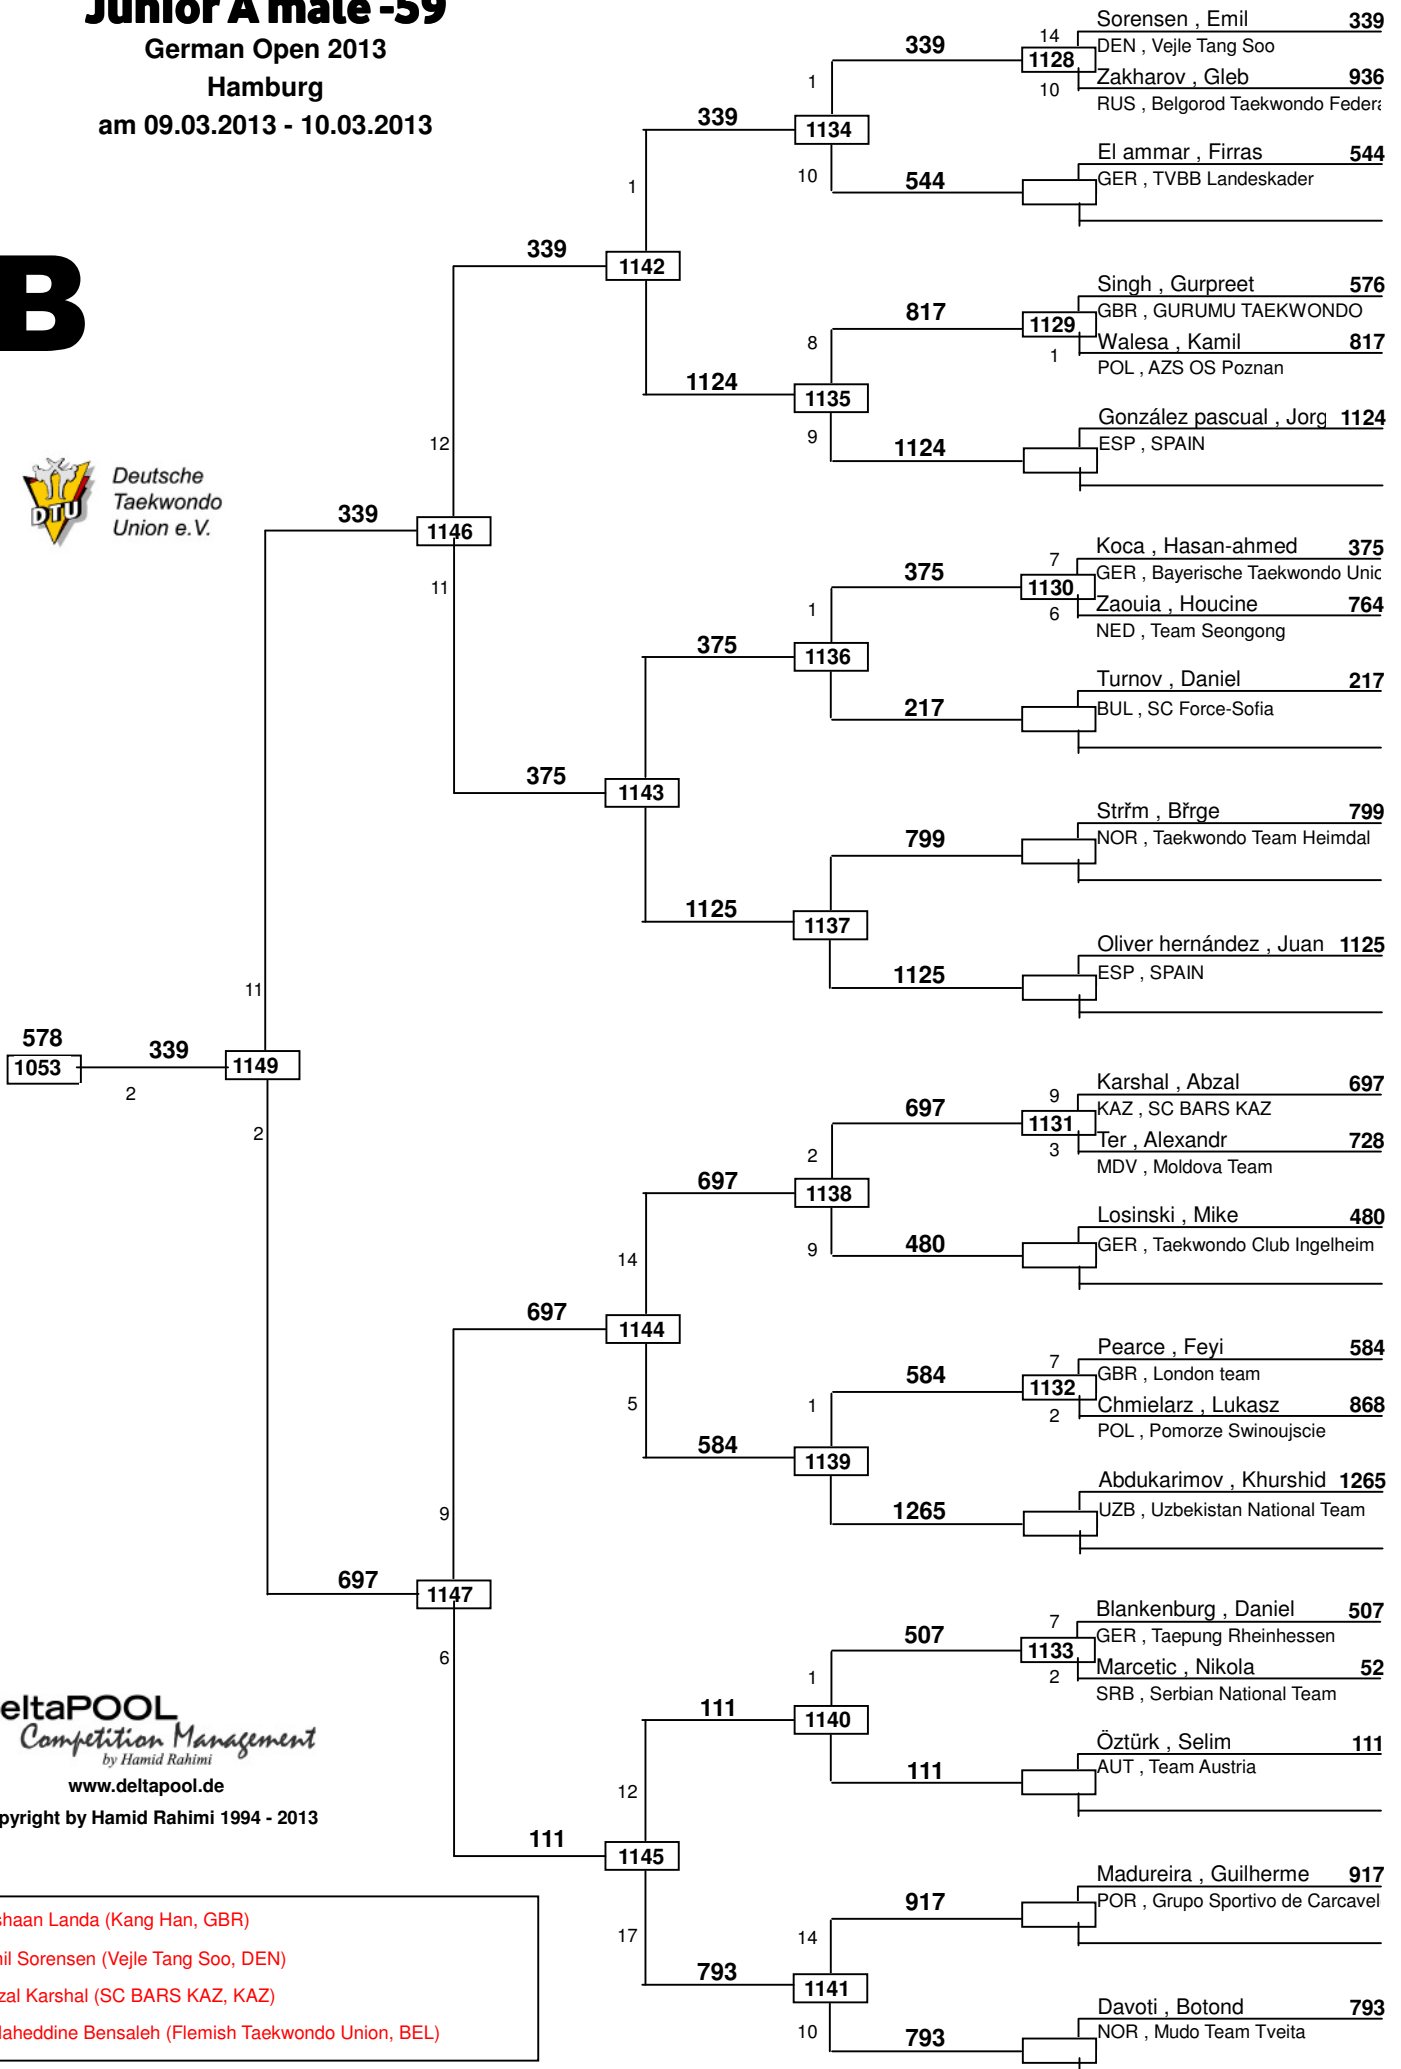 Junior A male -59
German Open 2013
Hamburg
am 09.03.2013 - 10.03.2013
B
DTU
Deutsche
Taekwondo
Union e.V.
Sorensen , Emil 339
14
DEN , Vejle Tang Soo
339
1128
Zakharov , Gleb 936
10
RUS , Belgorod Taekwondo Federa
1
339
1134
El ammar , Firras 544
10
544
GER , TVBB Landeskader
1
339
1142
Singh , Gurpreet 576
GBR , GURUMU TAEKWONDO
817
1129
Walesa , Kamil 817
1
POL , AZS OS Poznan
8
1124
1135
González pascual , Jorg 1124
9
1124
ESP , SPAIN
12
339
1146
11
Koca , Hasan-ahmed 375
7
GER , Bayerische Taekwondo Unic
375
1130
Zaouia , Houcine 764
6
NED , Team Seongong
1
375
1136
Turnov , Daniel 217
217
BUL , SC Force-Sofia
375
1143
Strřm , Břrge 799
799
NOR , Taekwondo Team Heimdal
1125
1137
Oliver hernández , Juan 1125
1125
ESP , SPAIN
11
578
1053
339
1149
2
2
Karshal , Abzal 697
9
KAZ , SC BARS KAZ
697
1131
Ter , Alexandr 728
3
MDV , Moldova Team
2
697
1138
Losinski , Mike 480
9
480
GER , Taekwondo Club Ingelheim
14
697
1144
Pearce , Feyi 584
7
GBR , London team
584
1132
Chmielarz , Lukasz 868
2
POL , Pomorze Swinoujscie
5
1
584
1139
Abdukarimov , Khurshid 1265
1265
UZB , Uzbekistan National Team
9
697
1147
6
Blankenburg , Daniel 507
7
GER , Taepung Rheinhessen
507
1133
Marcetic , Nikola 52
2
SRB , Serbian National Team
1
111
1140
Öztürk , Selim 111
111
AUT , Team Austria
12
111
1145
17
Madureira , Guilherme 917
917
POR , Grupo Sportivo de Carcavel
14
793
1141
10
Davoti , Botond 793
793
NOR , Mudo Team Tveita
eltaPOOL
Competition Management
by Hamid Rahimi
www.deltapool.de
pyright by Hamid Rahimi 1994 - 2013
shaan Landa (Kang Han, GBR)
il Sorensen (Vejle Tang Soo, DEN)
zal Karshal (SC BARS KAZ, KAZ)
laheddine Bensaleh (Flemish Taekwondo Union, BEL)